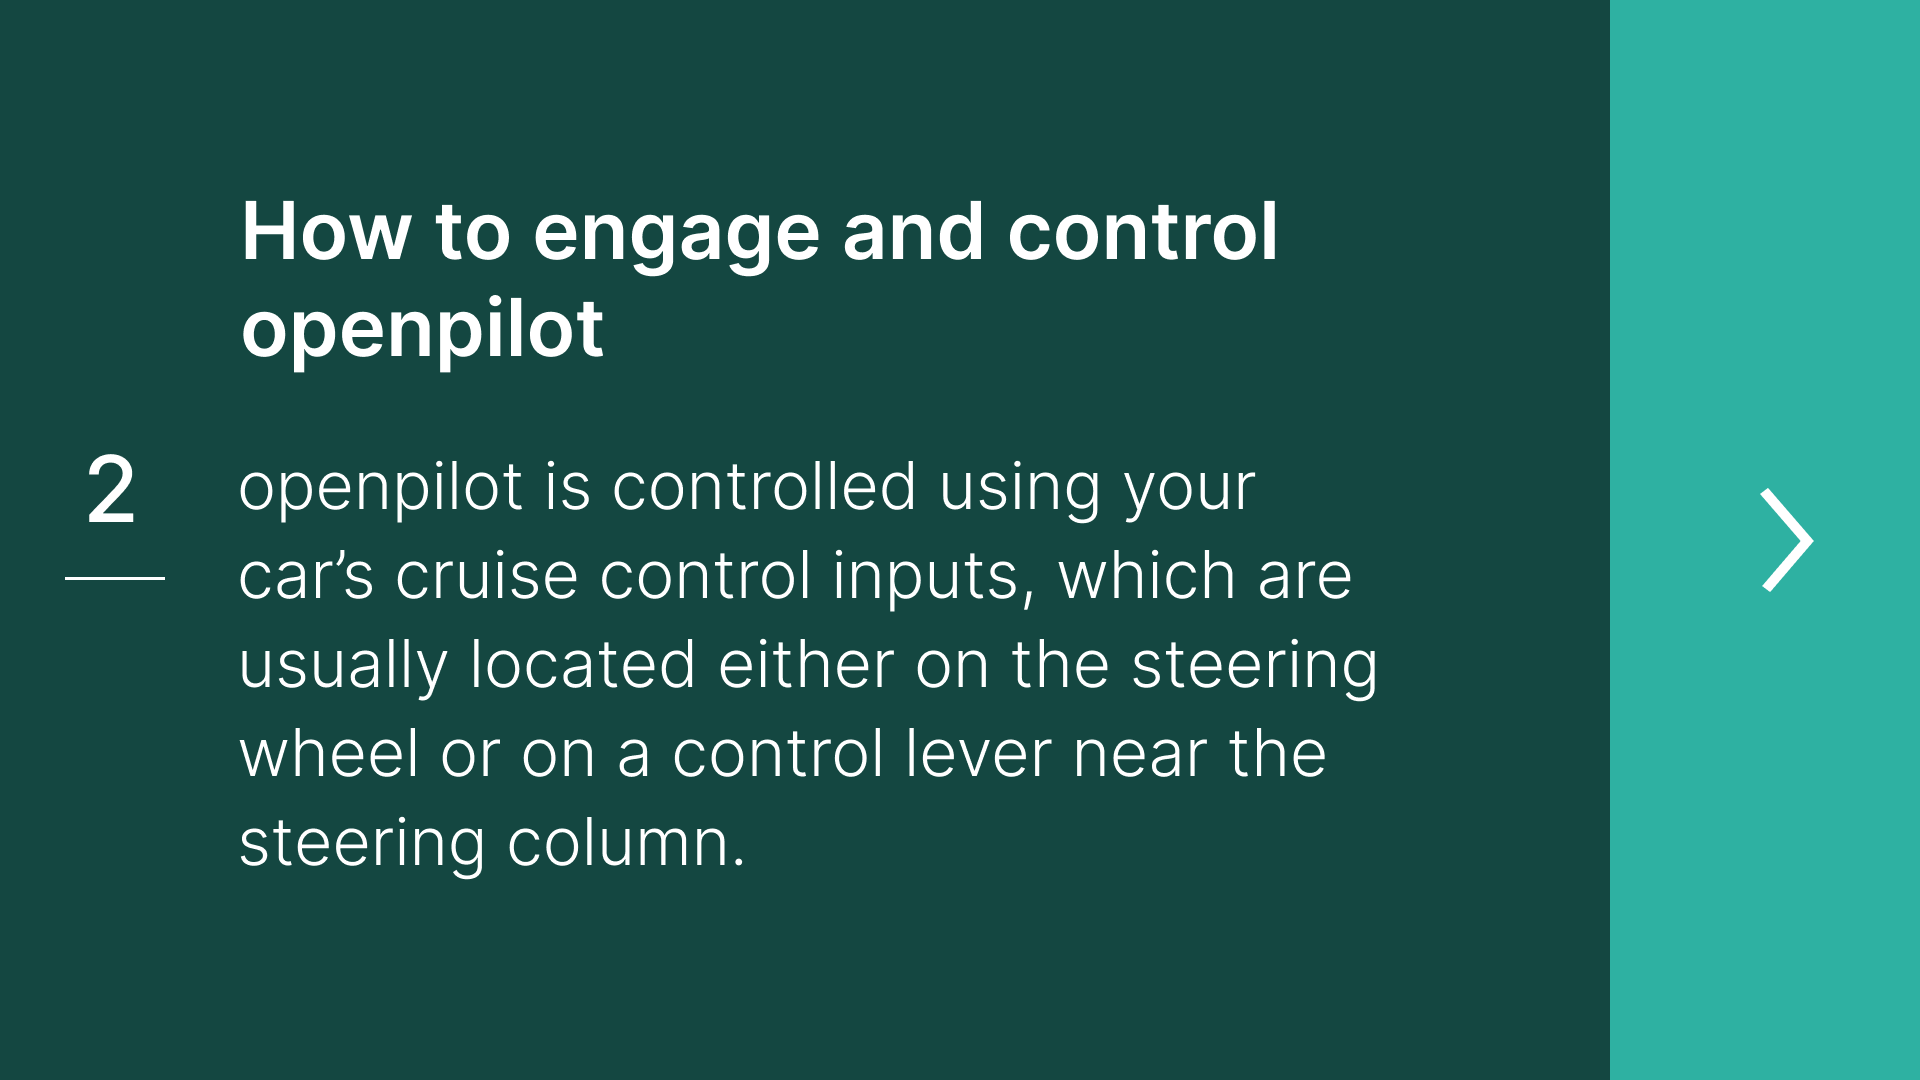 How to engage and control
openpilot
2
openpilot is controlled using your
car’s cruise control inputs, which are
usually located either on the steering
wheel or on a control lever near the
steering column.